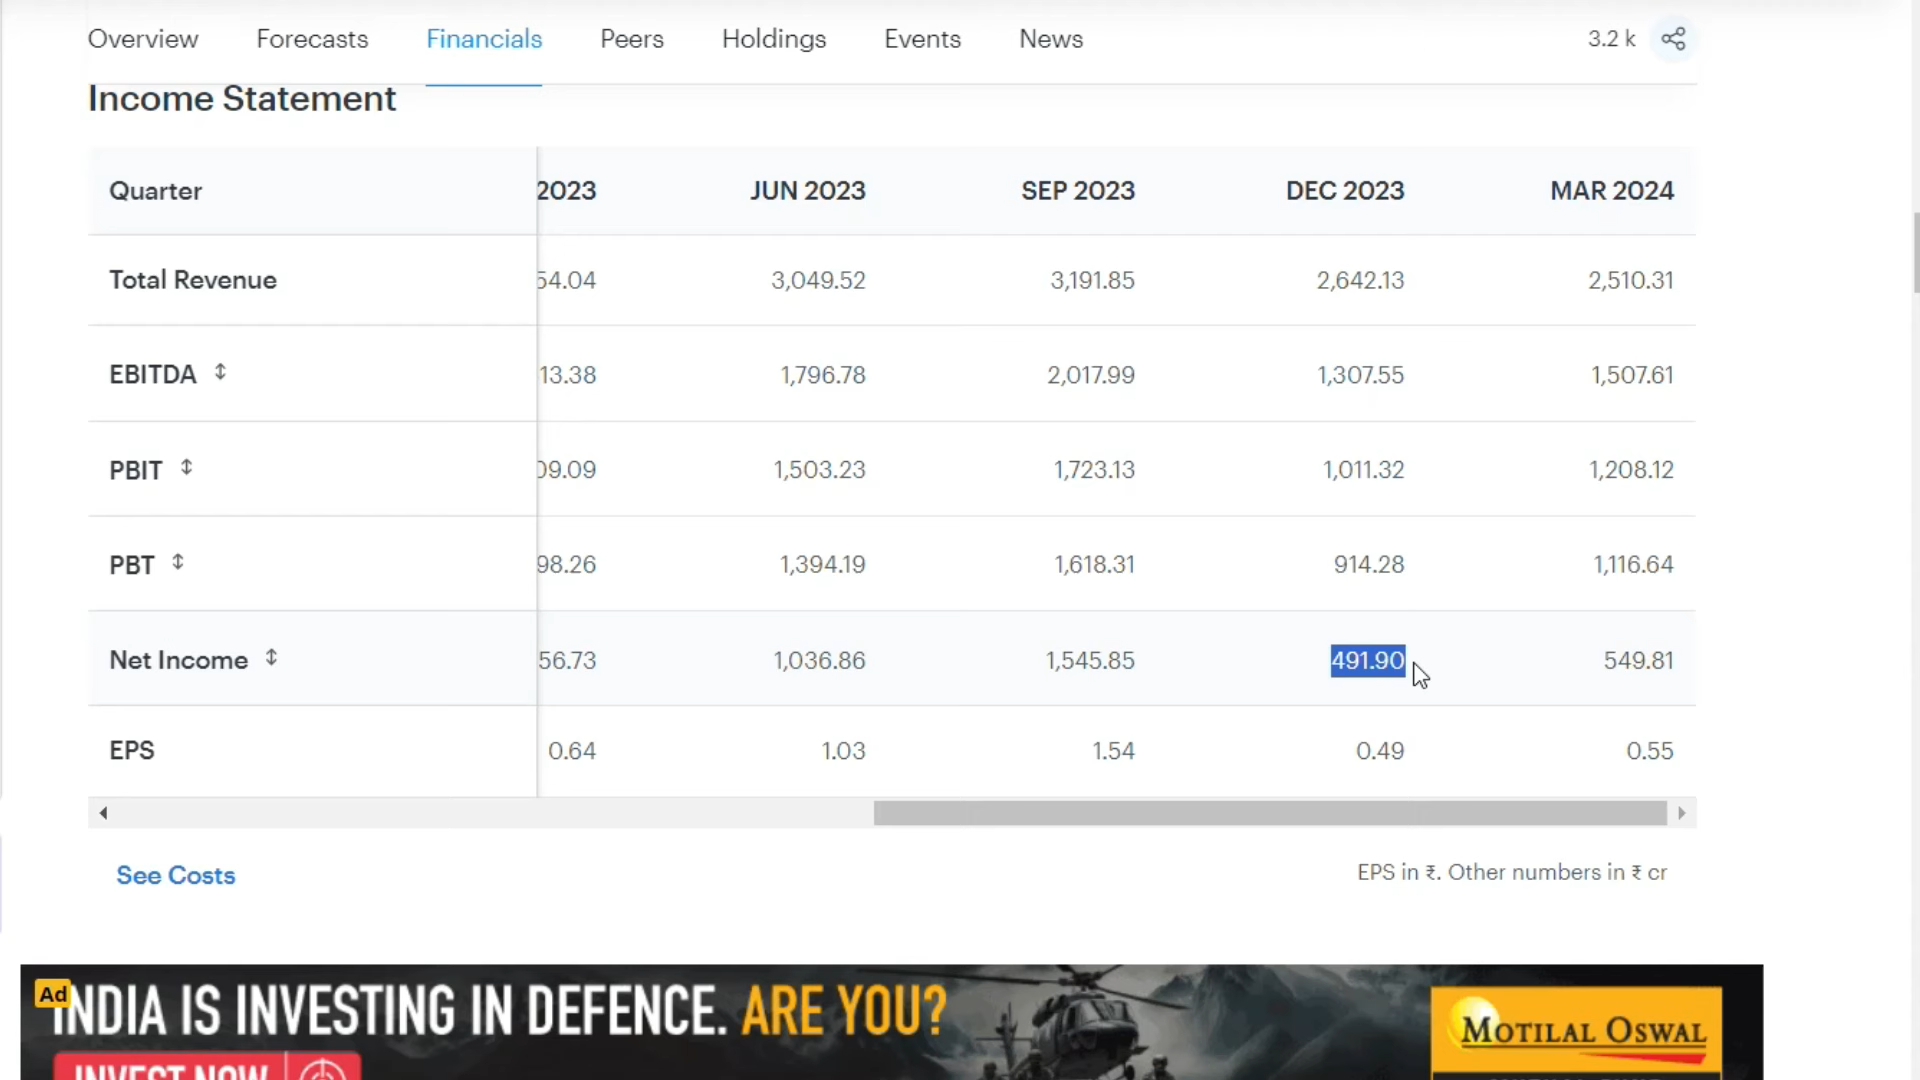 Overview Forecasts Financials Peers Holdings Events News 3.2 k
Income Statement
Quarter 2023 JUN 2023 SEP 2023 DEC 2023 MAR 2024
Total Revenue 54.04 3,049.52 3,191.85 2,642.13 2,510.31
EBITDA 13.38 1,796.78 2,017.99 1,307.55 1,507.61
PBIT 09.09 1,503.23 1,723.13 1,011.32 1,208.12
PBT 98.26 1,394.19 1,618.31 914.28 1,116.64
Net Income 56.73 1,036.86 1,545.85 491.90 549.81
EPS 0.64 1.03 1.54 0.49 0.55
See Costs EPS in ₹. Other numbers in ₹ cr
Ad
INDIA IS INVESTING IN DEFENCE. ARE YOU?
MOTILAL OSWAL
INVEST NOW